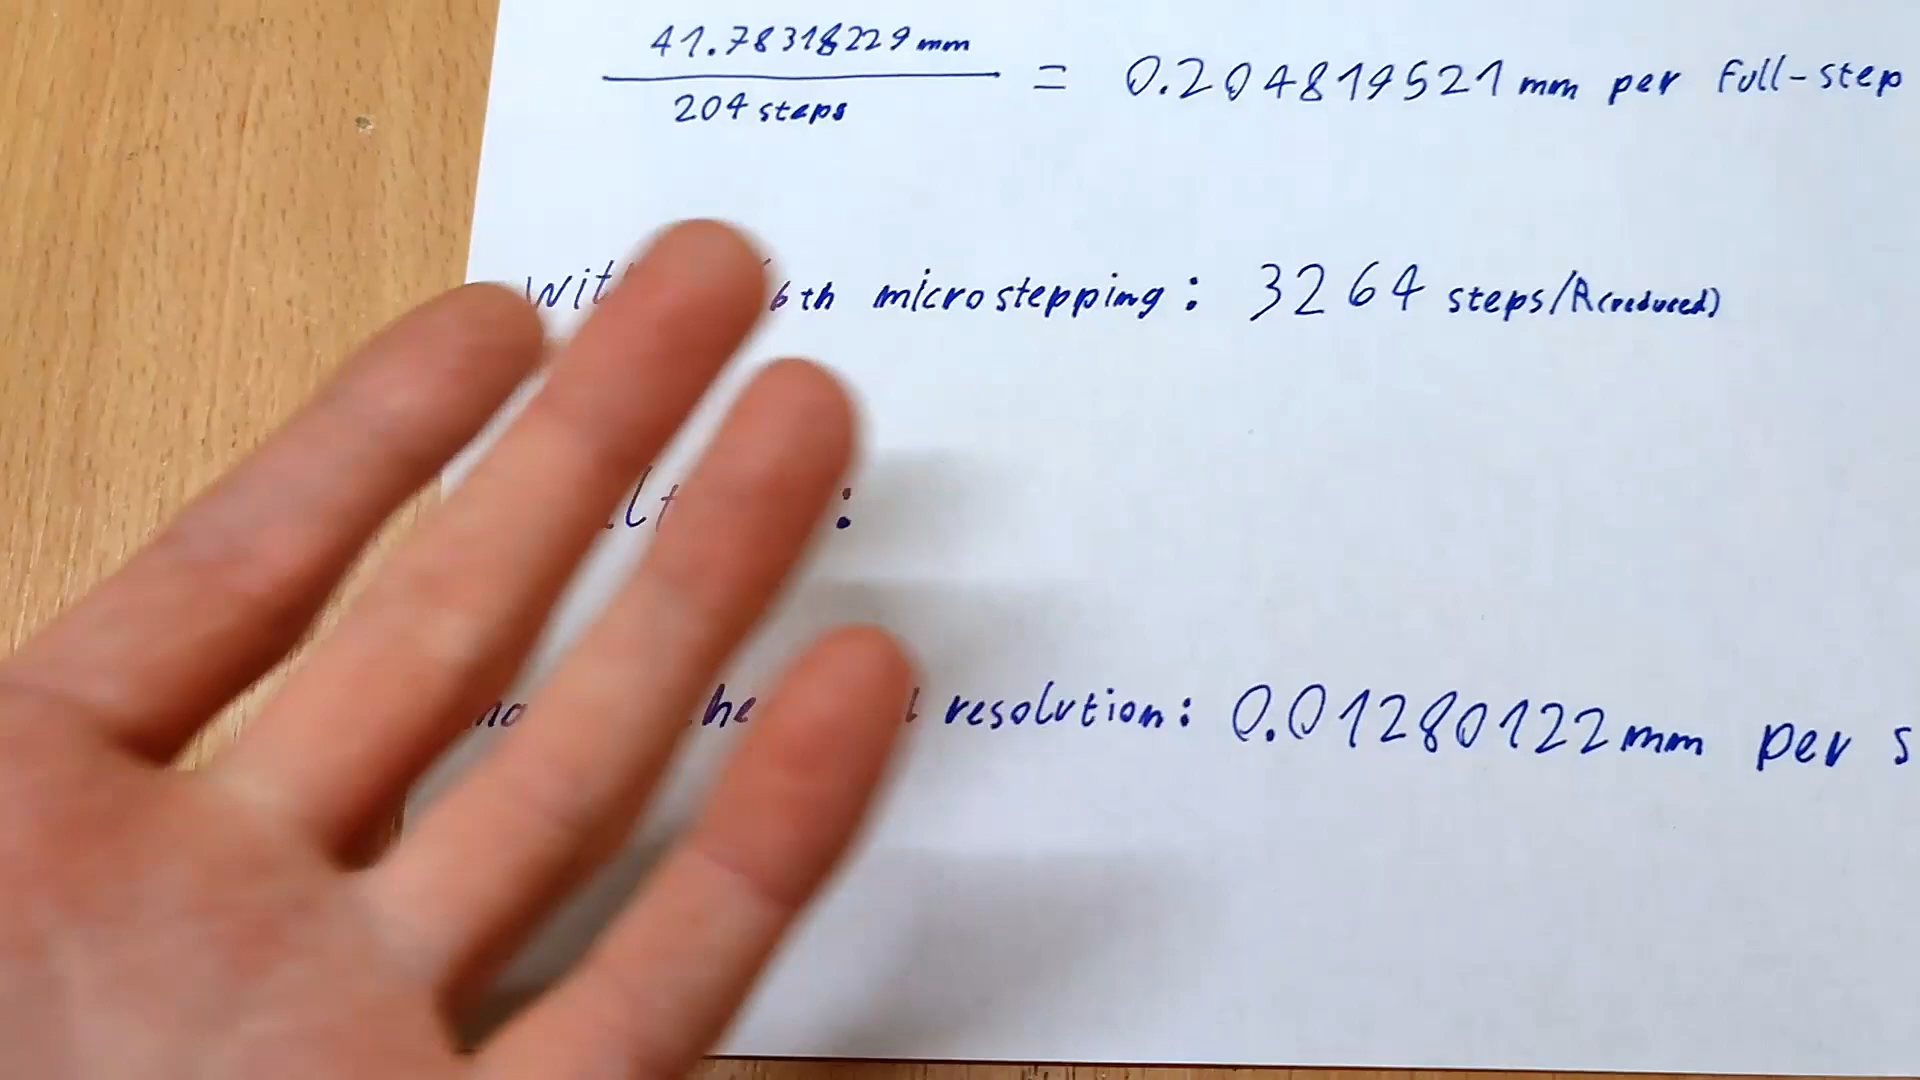 41.78318229 mm
204 steps
= 0.204819521 mm per full-step
6th microstepping: 3264 steps/R(reduced)
:
resolution: 0.01280122 mm per